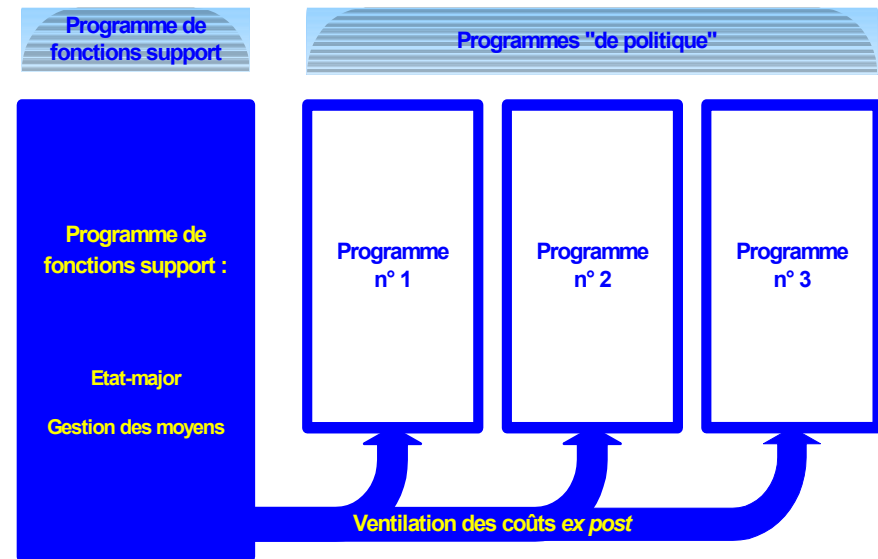 Programme de
fonctions support
Programmes "de politique"
Programme de
fonctions support :
Etat-major
Gestion des moyens
Programme
n° 1
Programme
n° 2
Programme
n° 3
Ventilation des coûts ex post